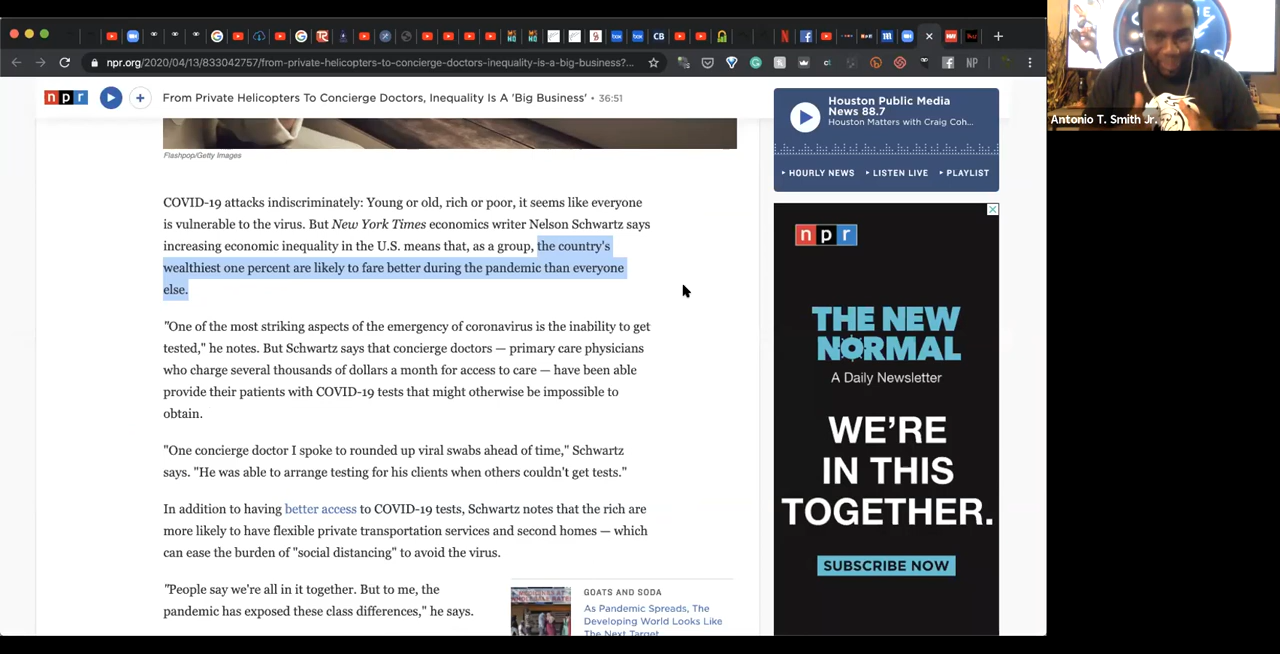 npr.org/2020/04/13/833042757/from-private-helicopters-to-concierge-doctors-inequality-is-a-big-business?...
npr
From Private Helicopters To Concierge Doctors, Inequality Is A 'Big Business' • 36:51
Flashpop/Getty Images
COVID-19 attacks indiscriminately: Young or old, rich or poor, it seems like everyone
is vulnerable to the virus. But New York Times economics writer Nelson Schwartz says
increasing economic inequality in the U.S. means that, as a group, the country's
wealthiest one percent are likely to fare better during the pandemic than everyone
else.
"One of the most striking aspects of the emergency of coronavirus is the inability to get
tested," he notes. But Schwartz says that concierge doctors — primary care physicians
who charge several thousands of dollars a month for access to care — have been able
provide their patients with COVID-19 tests that might otherwise be impossible to
obtain.
"One concierge doctor I spoke to rounded up viral swabs ahead of time," Schwartz
says. "He was able to arrange testing for his clients when others couldn't get tests."
In addition to having better access to COVID-19 tests, Schwartz notes that the rich are
more likely to have flexible private transportation services and second homes — which
can ease the burden of "social distancing" to avoid the virus.
"People say we're all in it together. But to me, the
pandemic has exposed these class differences," he says.
GOATS AND SODA
As Pandemic Spreads, The
Developing World Looks Like
The Next Target
Houston Public Media
News 88.7
Houston Matters with Craig Coh...
HOURLY NEWS
LISTEN LIVE
PLAYLIST
npr
THE NEW
NORMAL
A Daily Newsletter
WE'RE
IN THIS
TOGETHER.
SUBSCRIBE NOW
Antonio T. Smith Jr.